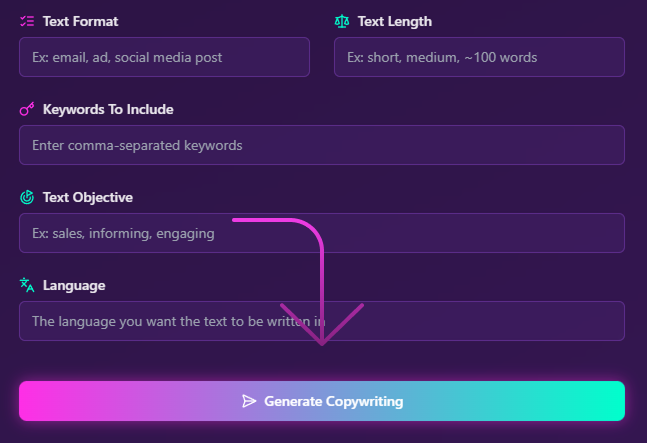 Text Format
Text Length
Ex: email, ad, social media post
Ex: short, medium, ~100 words
Keywords To Include
Enter comma-separated keywords
Text Objective
Ex: sales, informing, engaging
Language
The language you want the text to be written in
Generate Copywriting